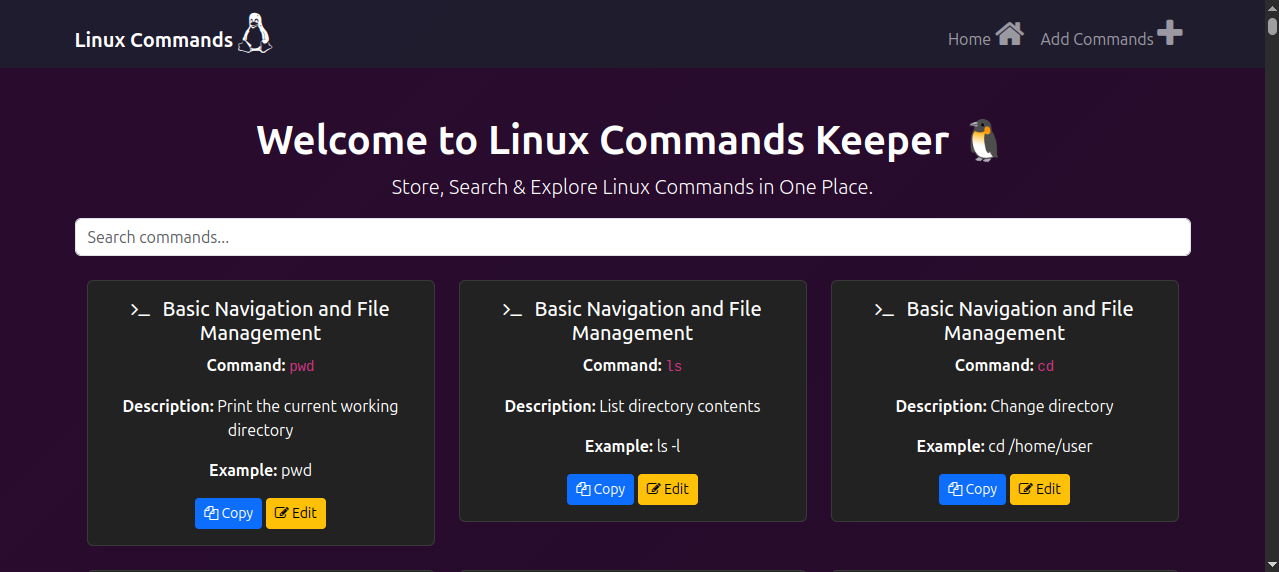 Linux Commands
Home
Add Commands
Welcome to Linux Commands Keeper
Store, Search & Explore Linux Commands in One Place.
Search commands...
>_ Basic Navigation and File
Management
Command: pwd
Description: Print the current working
directory
Example: pwd
Copy
Edit
>_ Basic Navigation and File
Management
Command: ls
Description: List directory contents
Example: ls -l
Copy
Edit
>_ Basic Navigation and File
Management
Command: cd
Description: Change directory
Example: cd /home/user
Copy
Edit